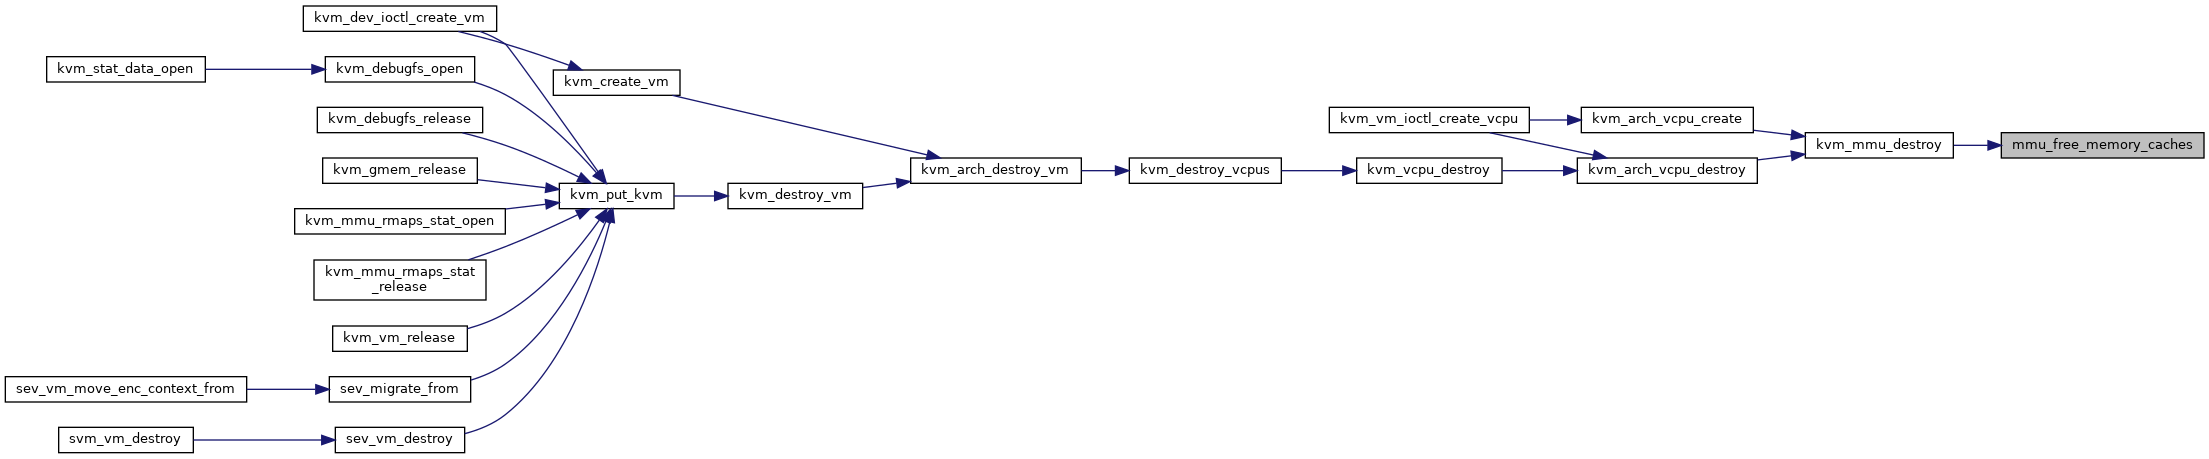 kvm_dev_ioctl_create_vm
kvm_stat_data_open
kvm_debugfs_open
kvm_create_vm
kvm_debugfs_release
kvm_vm_ioctl_create_vcpu
kvm_arch_vcpu_create
kvm_mmu_destroy
mmu_free_memory_caches
kvm_gmem_release
kvm_arch_destroy_vm
kvm_destroy_vcpus
kvm_vcpu_destroy
kvm_arch_vcpu_destroy
kvm_put_kvm
kvm_destroy_vm
kvm_mmu_rmaps_stat_open
kvm_mmu_rmaps_stat
_release
kvm_vm_release
sev_vm_move_enc_context_from
sev_migrate_from
svm_vm_destroy
sev_vm_destroy